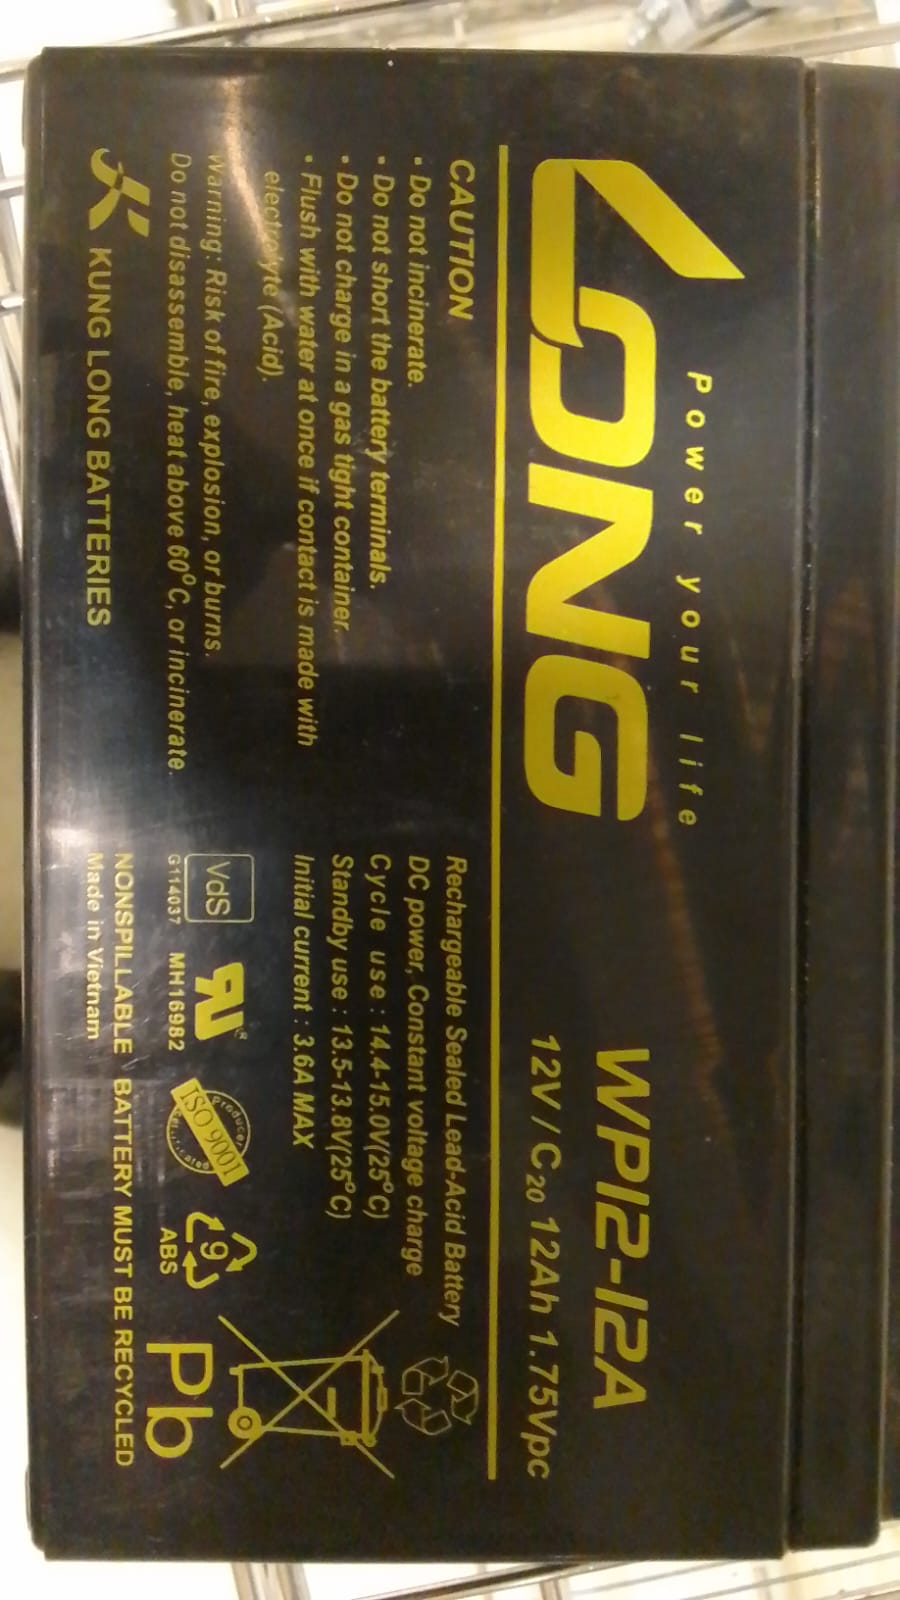 Power your life
LONG
WP12-12A
12V / C20 12Ah 1.75Vpc
CAUTION
• Do not incinerate.
• Do not short the battery terminals.
• Do not charge in a gas tight container.
• Flush with water at once if contact is made with
electrolyte (Acid).
Warning: Risk of fire, explosion, or burns.
Do not disassemble, heat above 60°C, or incinerate.
KUNG LONG BATTERIES
Rechargeable Sealed Lead-Acid Battery
DC power, Constant voltage charge
Cycle use : 14.4-15.0V(25°C)
Standby use : 13.5-13.8V(25°C)
Initial current : 3.6A MAX
VdS
G114037
MH16982
ISO 9001
9
ABS
Pb
NONSPILLABLE BATTERY MUST BE RECYCLED
Made in Vietnam